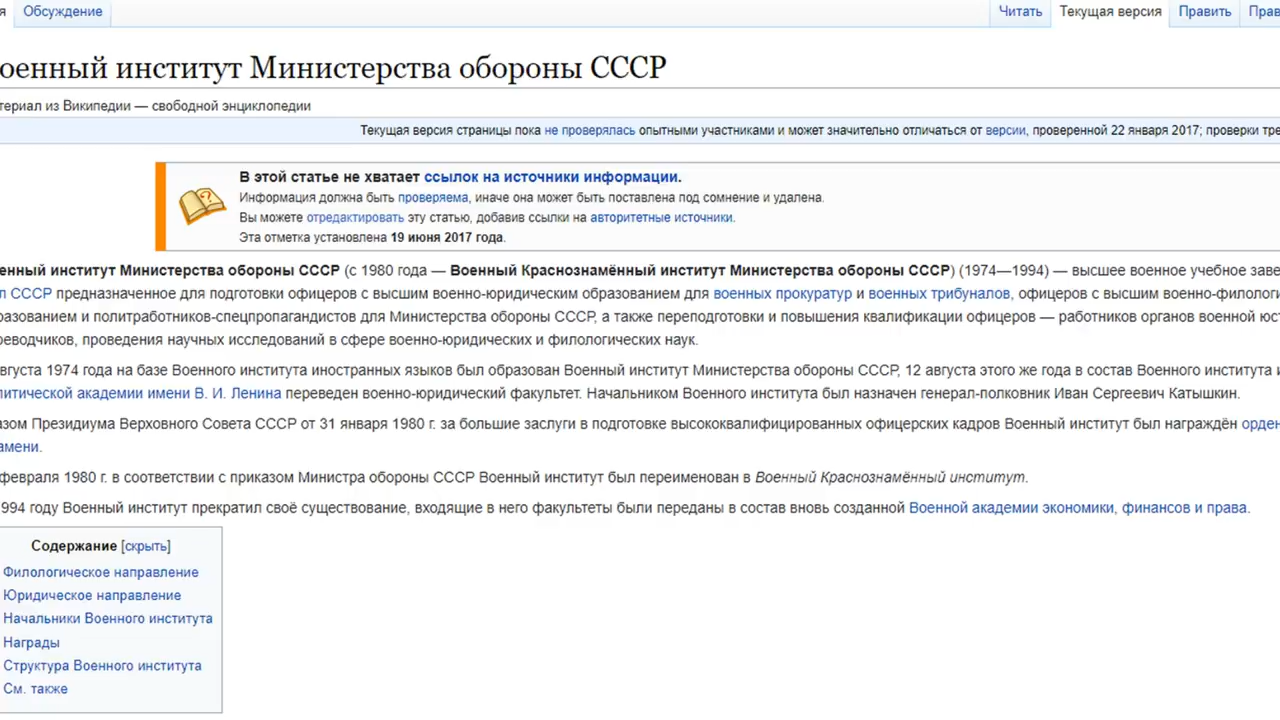 я Обсуждение Читать Текущая версия Править Прав
оенный институт Министерства обороны СССР
териал из Википедии — свободной энциклопедии
Текущая версия страницы пока не проверялась опытными участниками и может значительно отличаться от версии, проверенной 22 января 2017; проверки тре
В этой статье не хватает ссылок на источники информации.
Информация должна быть проверяема, иначе она может быть поставлена под сомнение и удалена.
Вы можете отредактировать эту статью, добавив ссылки на авторитетные источники.
Эта отметка установлена 19 июня 2017 года.
енный институт Министерства обороны СССР (с 1980 года — Военный Краснознамённый институт Министерства обороны СССР) (1974—1994) — высшее военное учебное заве
л СССР предназначенное для подготовки офицеров с высшим военно-юридическим образованием для военных прокуратур и военных трибуналов, офицеров с высшим военно-филологи
разованием и политработников-спецпропагандистов для Министерства обороны СССР, а также переподготовки и повышения квалификации офицеров — работников органов военной юст
реводчиков, проведения научных исследований в сфере военно-юридических и филологических наук.
вгуста 1974 года на базе Военного института иностранных языков был образован Военный институт Министерства обороны СССР, 12 августа этого же года в состав Военного института и
литической академии имени В. И. Ленина переведен военно-юридический факультет. Начальником Военного института был назначен генерал-полковник Иван Сергеевич Катышкин.
азом Президиума Верховного Совета СССР от 31 января 1980 г. за большие заслуги в подготовке высококвалифицированных офицерских кадров Военный институт был награждён орден
амени.
февраля 1980 г. в соответствии с приказом Министра обороны СССР Военный институт был переименован в Военный Краснознамённый институт.
994 году Военный институт прекратил своё существование, входящие в него факультеты были переданы в состав вновь созданной Военной академии экономики, финансов и права.
Содержание [скрыть]
Филологическое направление
Юридическое направление
Начальники Военного института
Награды
Структура Военного института
См. также